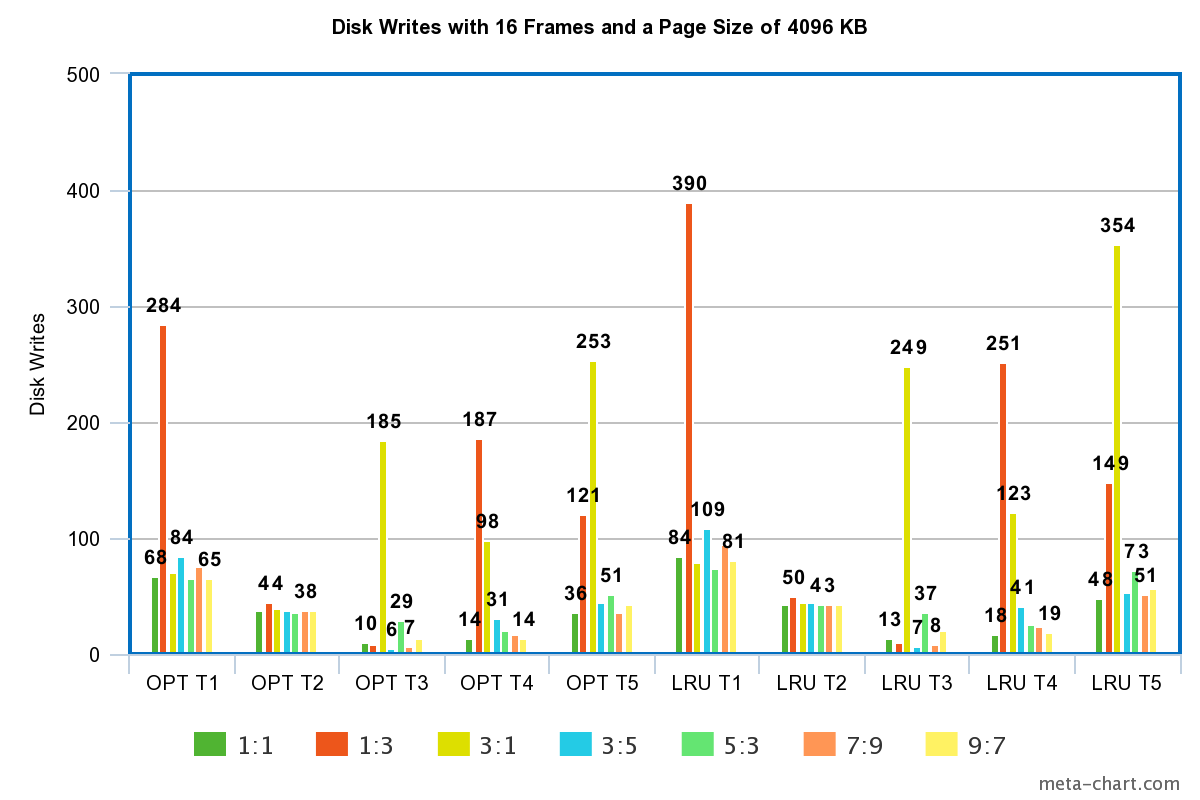 Disk Writes with 16 Frames and a Page Size of 4096 KB
Disk Writes
500
400
300
200
100
0
68 284 84 65
44 38
10 185 6 29 7
14 187 98 31 14
36 121 253 51
84 390 109 81
50 43
13 249 7 37 8
18 251 123 41 19
48 149 354 73 51
OPT T1 OPT T2 OPT T3 OPT T4 OPT T5 LRU T1 LRU T2 LRU T3 LRU T4 LRU T5
1:1 1:3 3:1 3:5 5:3 7:9 9:7
meta-chart.com